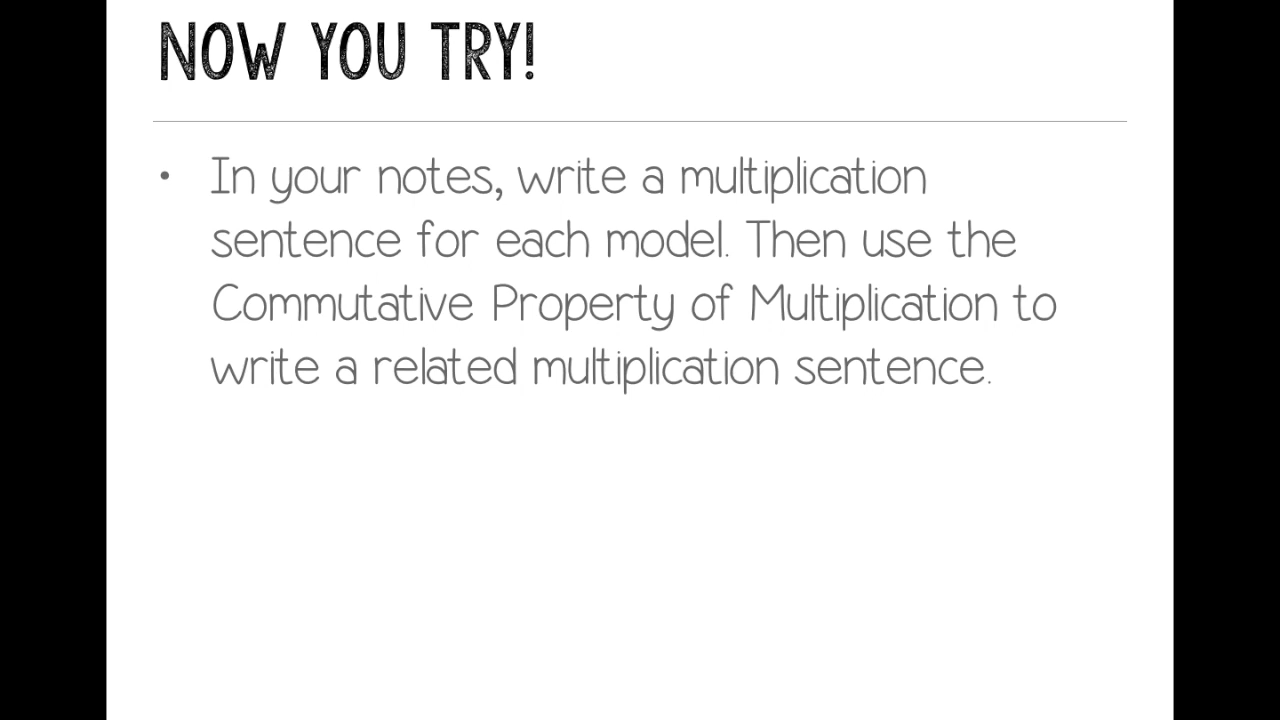 NOW YOU TRY!
• In your notes, write a multiplication
sentence for each model. Then use the
Commutative Property of Multiplication to
write a related multiplication sentence.